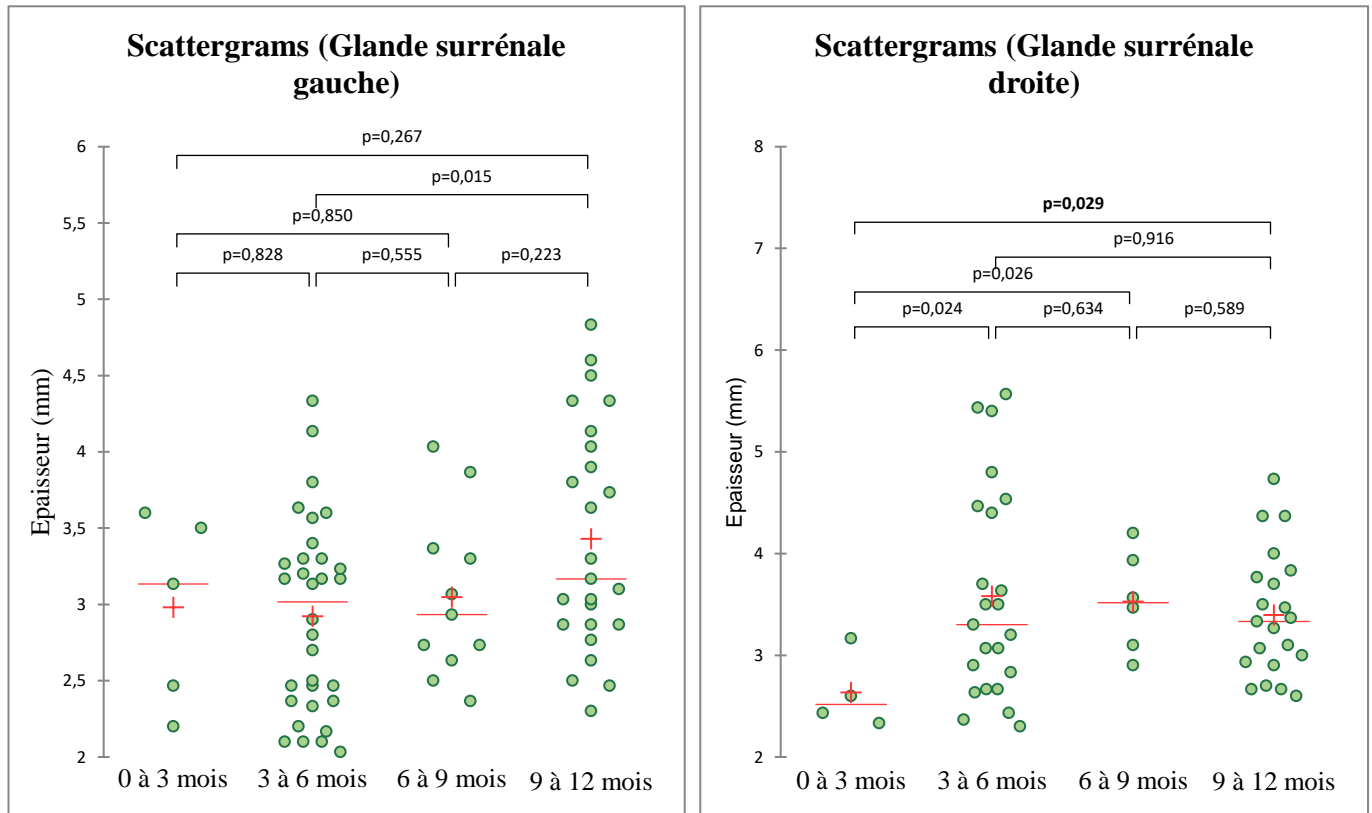 Scattergrams (Glande surrénale
gauche)
p=0,267
p=0,015
p=0,850
p=0,828
p=0,555
p=0,223
6
5,5
5
4,5
4
3,5
3
2,5
2
Epaisseur (mm)
0 à 3 mois
3 à 6 mois
6 à 9 mois
9 à 12 mois
Scattergrams (Glande surrénale
droite)
p=0,029
p=0,916
p=0,026
p=0,024
p=0,634
p=0,589
8
7
6
5
4
3
2
Epaisseur (mm)
0 à 3 mois
3 à 6 mois
6 à 9 mois
9 à 12 mois